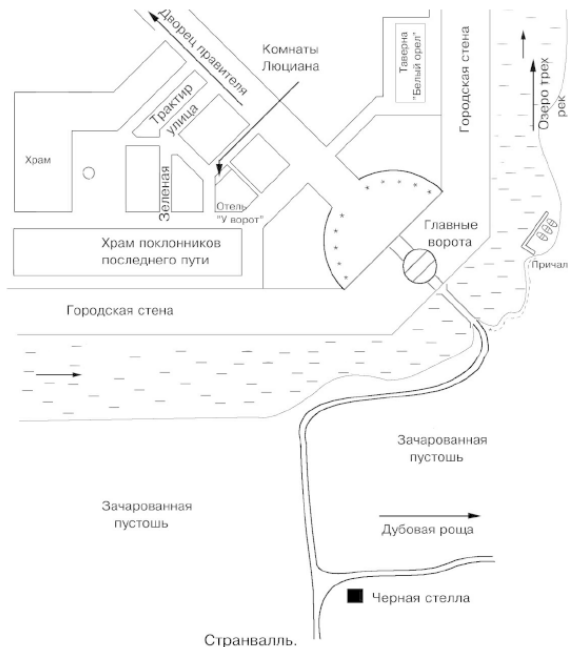 Дворец правителя
Комнаты
Люциана
Таверна
"Белый орел"
Городская стена
Озеро трех
рек
Трактир
улица
Храм
Зеленая
Отель
"У ворот"
Главные
ворота
Храм поклонников
последнего пути
Причал
Городская стена
Зачарованная
пустошь
Зачарованная
пустошь
Дубовая роща
Черная стелла
Странвалль.